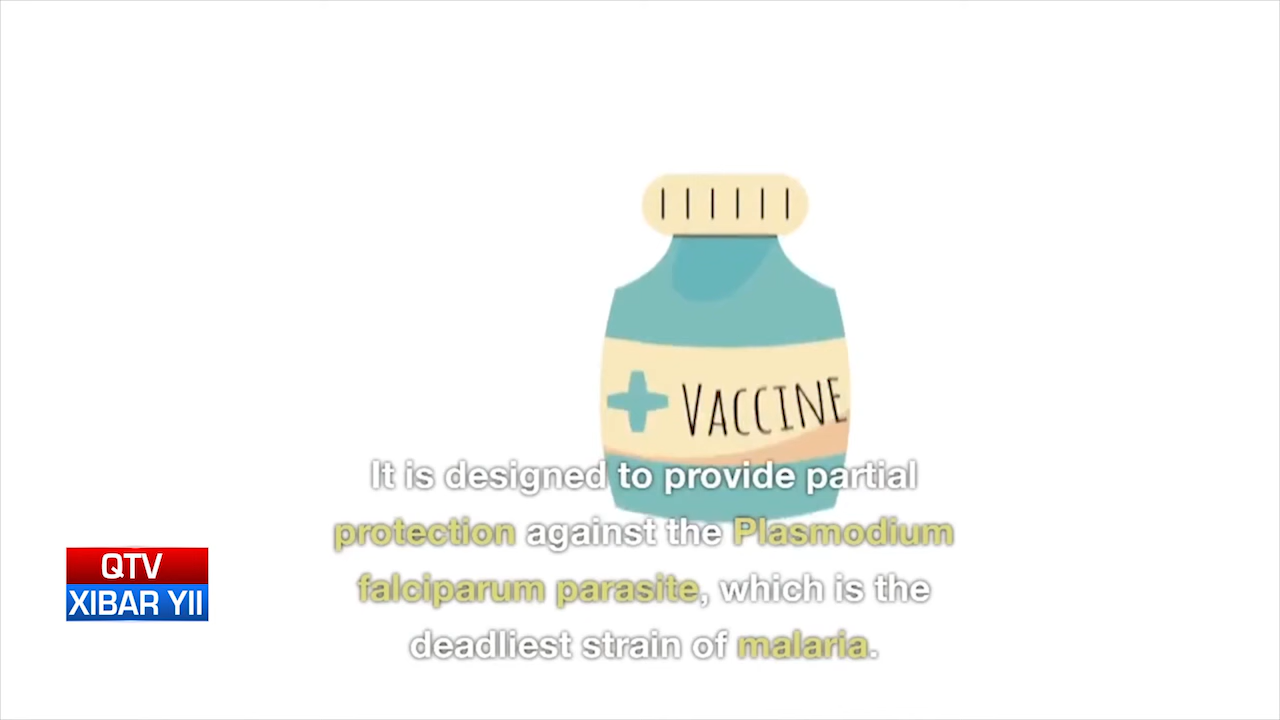 VACCINE
It is designed to provide partial
protection against the Plasmodium
falciparum parasite, which is the
deadliest strain of malaria.
QTV
XIBAR YII